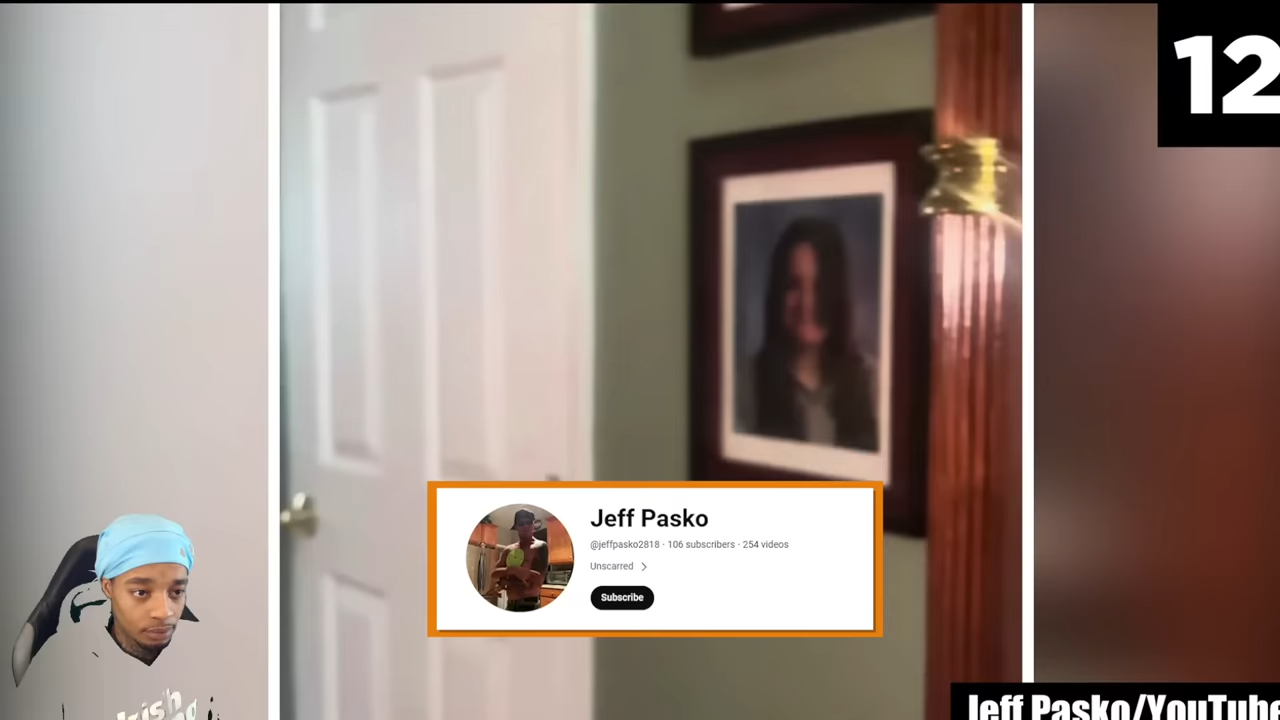 12
Jeff Pasko
@jeffpasko2818 · 106 subscribers · 254 videos
Unscarred >
Subscribe
Jeff Pasko/YouTube